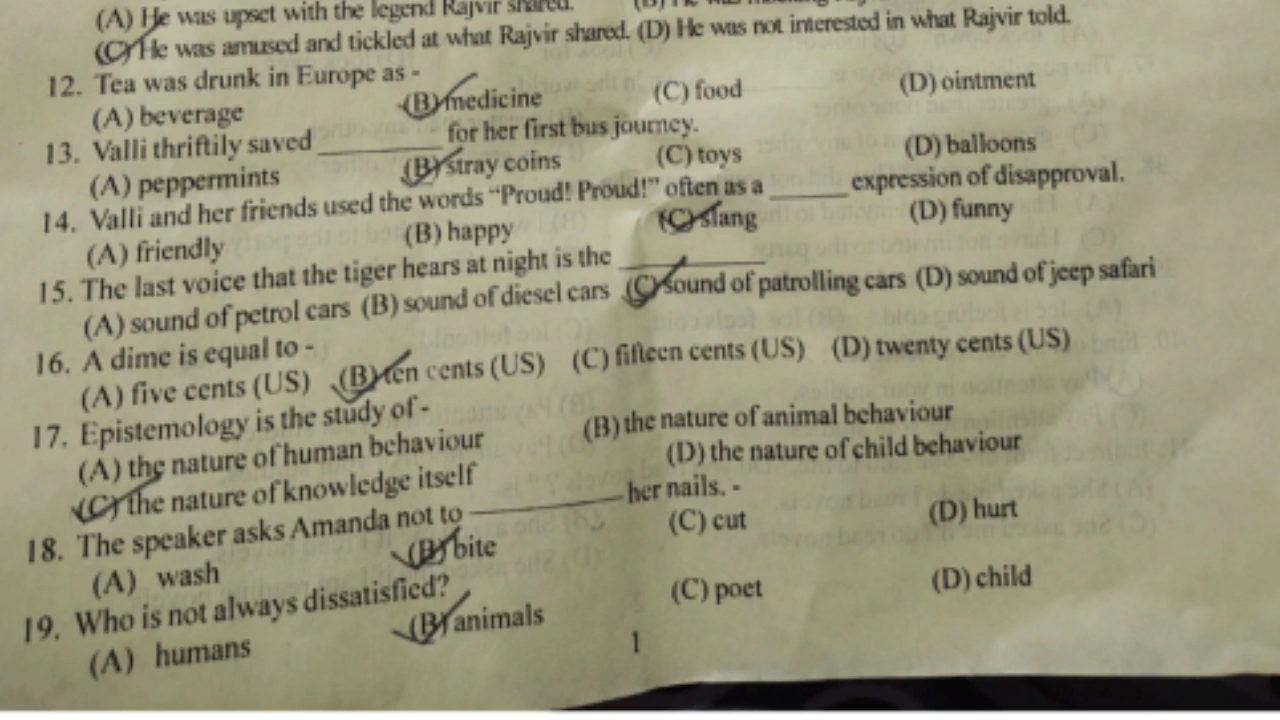 (A) He was upset with the legend Rajvir shared.
(C) He was amused and tickled at what Rajvir shared. (D) He was not interested in what Rajvir told.
12. Tea was drunk in Europe as -
(A) beverage (B) medicine (C) food (D) ointment
13. Valli thriftily saved ________ for her first bus journey.
(A) peppermints (B) stray coins (C) toys (D) balloons
14. Valli and her friends used the words “Proud! Proud!” often as a ________ expression of disapproval.
(A) friendly (B) happy (C) slang (D) funny
15. The last voice that the tiger hears at night is the ________
(A) sound of petrol cars (B) sound of diesel cars (C) sound of patrolling cars (D) sound of jeep safari
16. A dime is equal to -
(A) five cents (US) (B) ten cents (US) (C) fifteen cents (US) (D) twenty cents (US)
17. Epistemology is the study of -
(A) the nature of human behaviour (B) the nature of animal behaviour
(C) the nature of knowledge itself (D) the nature of child behaviour
18. The speaker asks Amanda not to ________ her nails. -
(A) wash (B) bite (C) cut (D) hurt
19. Who is not always dissatisfied?
(A) humans (B) animals (C) poet (D) child
1